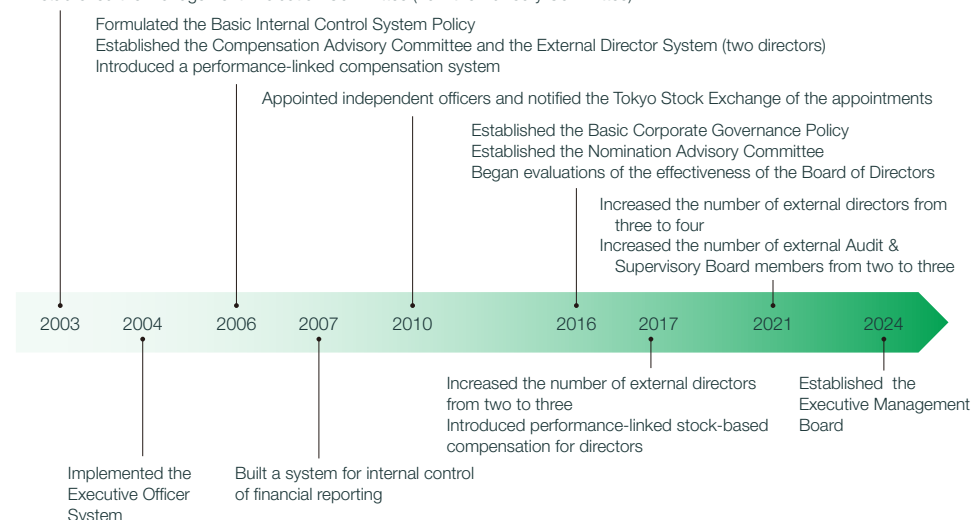 Formulated the Basic Internal Control System Policy
Established the Compensation Advisory Committee and the External Director System (two directors)
Introduced a performance-linked compensation system
Appointed independent officers and notified the Tokyo Stock Exchange of the appointments
Established the Basic Corporate Governance Policy
Established the Nomination Advisory Committee
Began evaluations of the effectiveness of the Board of Directors
Increased the number of external directors from
three to four
Increased the number of external Audit &
Supervisory Board members from two to three
2003 2004 2006 2007 2010 2016 2017 2021 2024
Increased the number of external directors
from two to three
Introduced performance-linked stock-based
compensation for directors
Established the
Executive Management
Board
Implemented the
Executive Officer
System
Built a system for internal control
of financial reporting